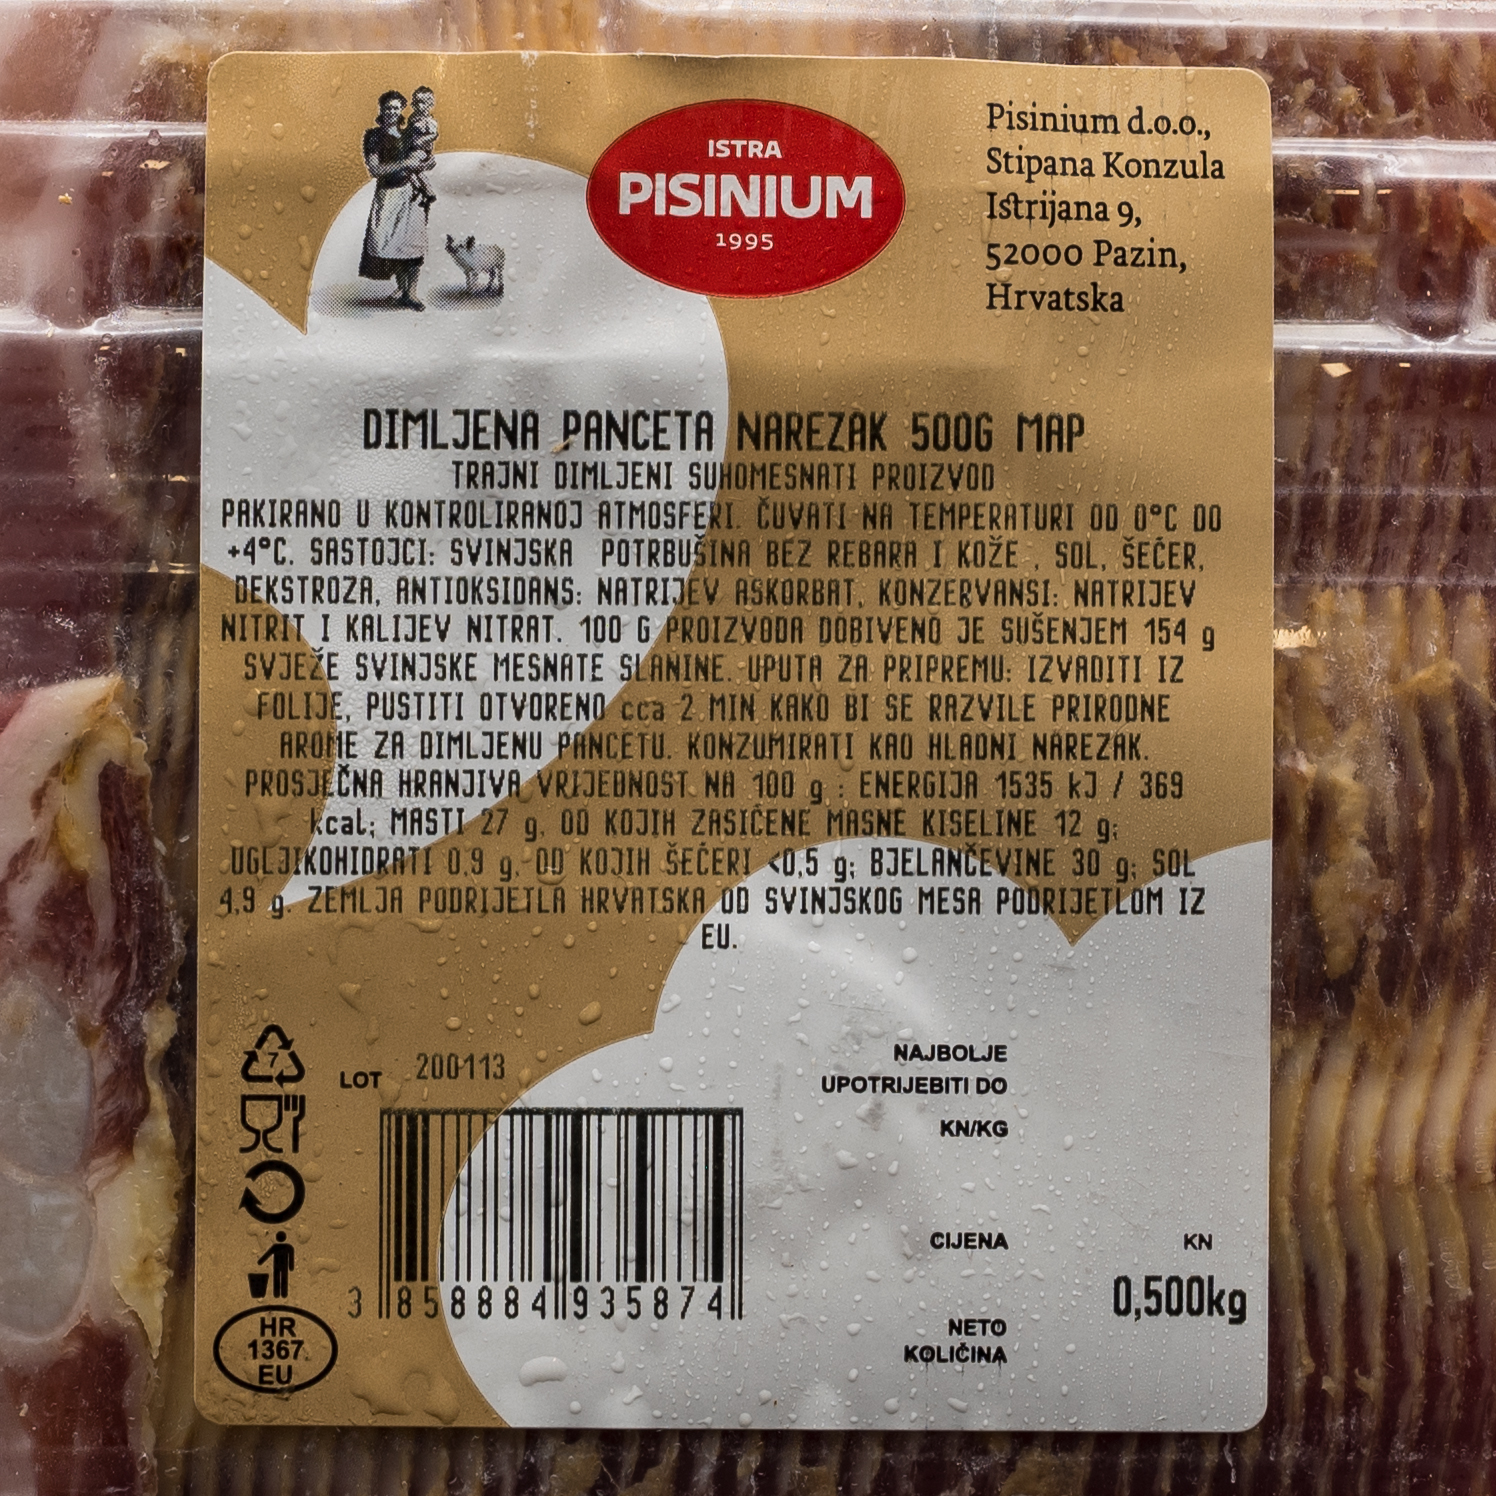 ISTRA
PISINIUM
1995
Pisinium d.o.o.,
Stipana Konzula
Istrijana 9,
52000 Pazin,
Hrvatska
DIMLJENA PANCETA NAREZAK 500G MAP
TRAJNI DIMLJENI SUHOMESNATI PROIZVOD
PAKIRANO U KONTROLIRANOJ ATMOSFERI. ČUVATI NA TEMPERATURI OD 0°C DO
+4°C. SASTOJCI: SVINJSKA POTRBUŠINA BEZ REBARA I KOŽE , SOL, ŠEĆER,
DEKSTROZA, ANTIOKSIDANS: NATRIJEV ASKORBAT, KONZERVANSI: NATRIJEV
NITRIT I KALIJEV NITRAT. 100 G PROIZVODA DOBIVENO JE SUŠENJEM 154 g
SVJEŽE SVINJSKE MESNATE SLANINE. UPUTA ZA PRIPREMU: IZVADITI IZ
FOLIJE, PUSTITI OTVORENO cca 2 MIN KAKO BI SE RAZVILE PRIRODNE
AROME ZA DIMLJENU PANCETU. KONZUMIRATI KAO HLADNI NAREZAK.
PROSJEČNA HRANJIVA VRIJEDNOST NA 100 g : ENERGIJA 1535 kJ / 369
kcal; MASTI 27 g, OD KOJIH ZASIĆENE MASNE KISELINE 12 g;
UGLJIKOHIDRATI 0,9 g, OD KOJIH ŠEĆERI <0,5 g; BJELANČEVINE 30 g; SOL
4,9 g. ZEMLJA PODRIJETLA HRVATSKA OD SVINJSKOG MESA PODRIJETLOM IZ
EU.
7
LOT 200113
NAJBOLJE
UPOTRIJEBITI DO
KN/KG
CIJENA KN
0,500kg
NETO
KOLIČINA
3 858884 935874
HR
1367
EU